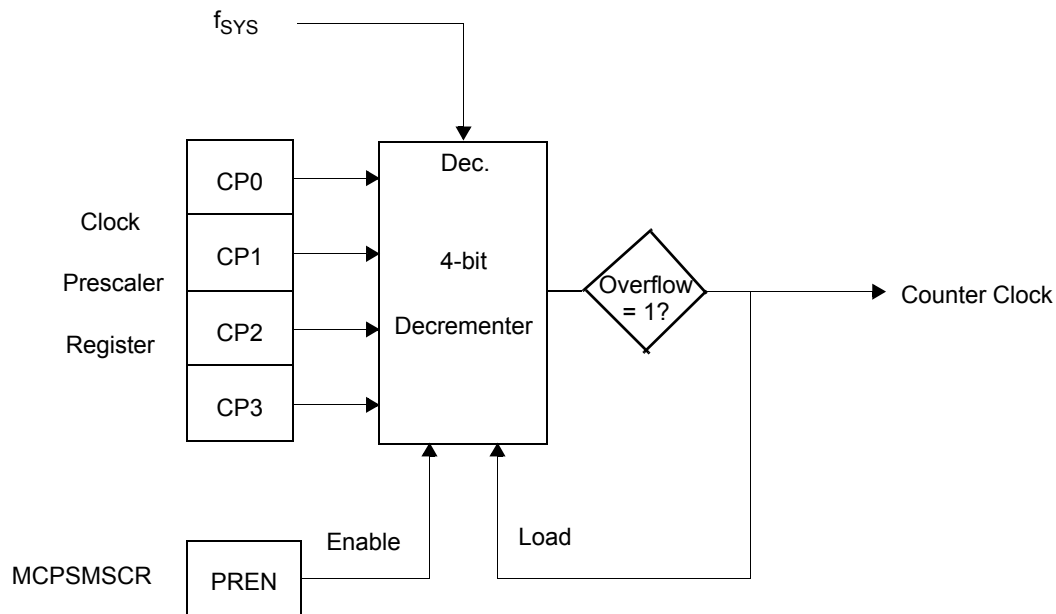 fSYS
Dec.
CP0
Clock
CP1
4-bit
Overflow
= 1?
Prescaler
Counter Clock
CP2
Decrementer
Register
CP3
Enable
Load
MCPSMSCR
PREN